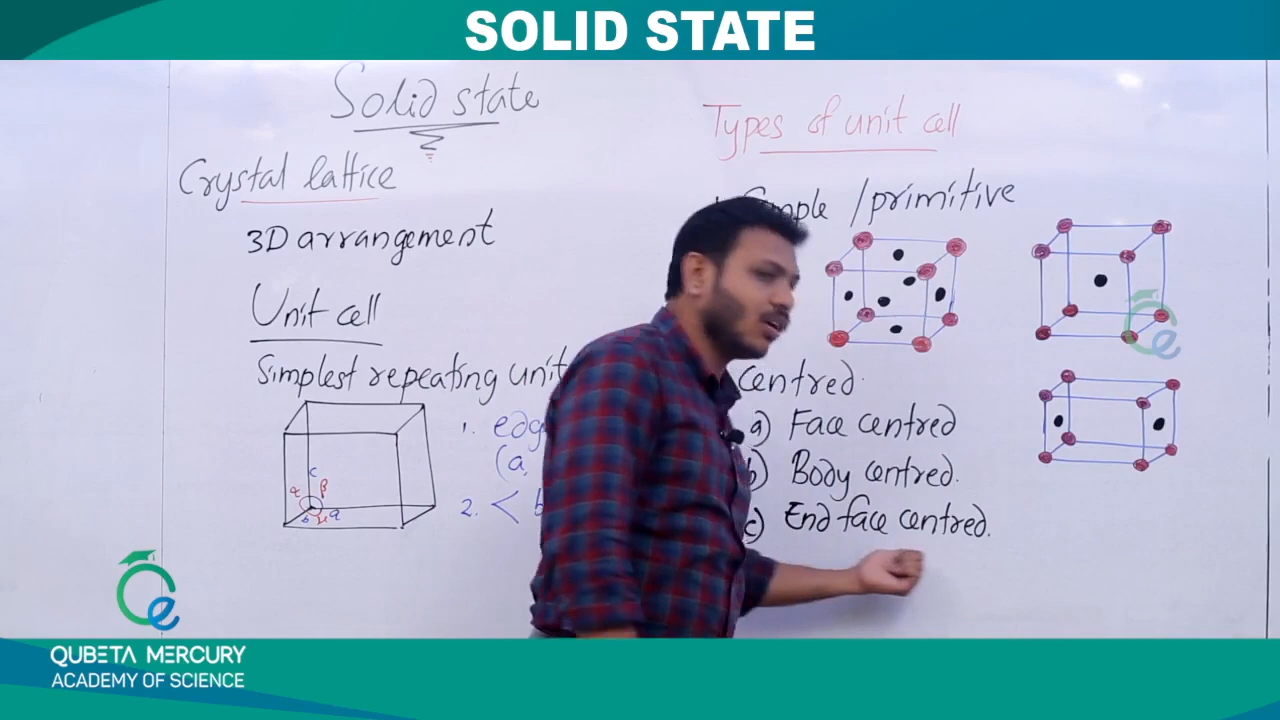 SOLID STATE
Solid state
Crystal lattice
3D arrangement
Unit cell
Simplest repeating unit
c
α β
b a
1. edg
(a,
2. < b
Types of unit cell
/primitive
centred.
a) Face centred
b) Body centred.
c) End face centred.
QUBETA MERCURY
ACADEMY OF SCIENCE